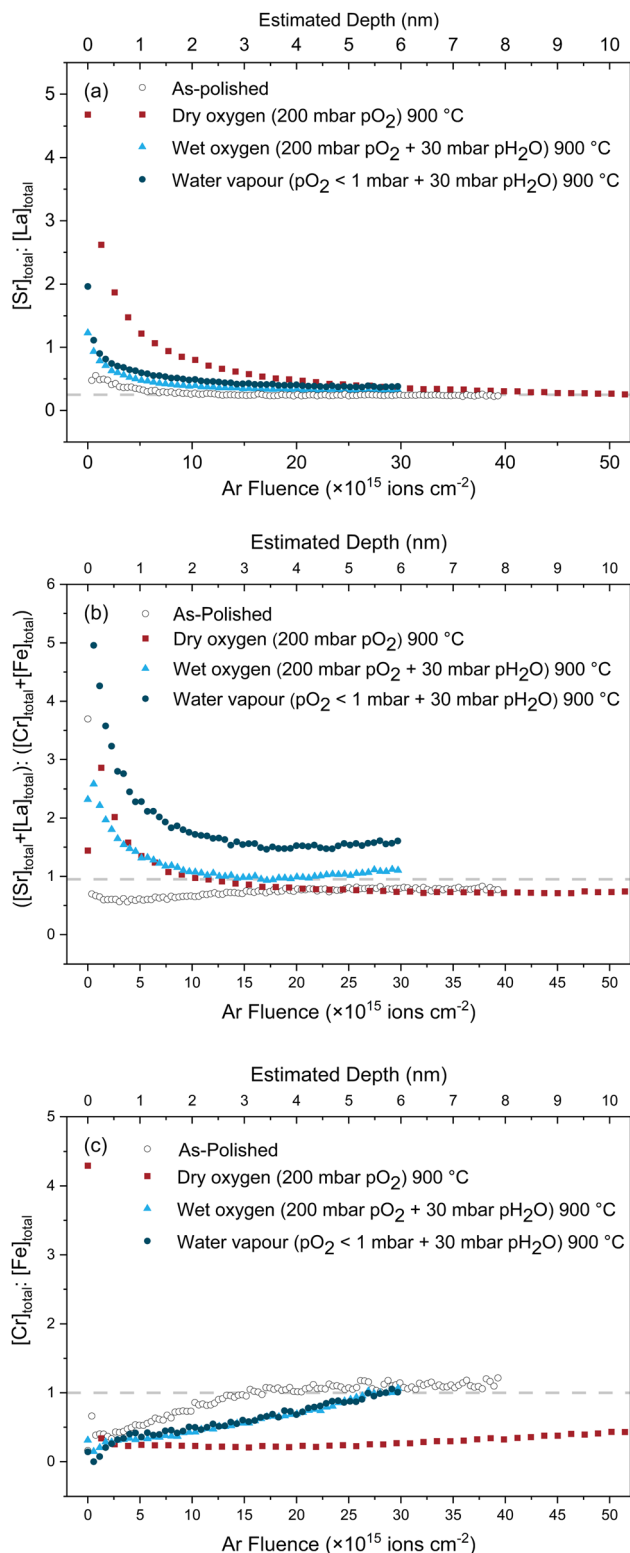 Estimated Depth (nm)
0 1 2 3 4 5 6 7 8 9 10
(a)
As-polished
Dry oxygen (200 mbar pO2) 900 °C
Wet oxygen (200 mbar pO2 + 30 mbar pH2O) 900 °C
Water vapour (pO2 < 1 mbar + 30 mbar pH2O) 900 °C
5
4
3
2
1
0
[Sr]total: [La]total
0 10 20 30 40 50
Ar Fluence (×10^15 ions cm-2)
Estimated Depth (nm)
0 1 2 3 4 5 6 7 8 9 10
(b)
As-Polished
Dry oxygen (200 mbar pO2) 900 °C
Wet oxygen (200 mbar pO2 + 30 mbar pH2O) 900 °C
Water vapour (pO2 < 1 mbar + 30 mbar pH2O) 900 °C
6
5
4
3
2
1
0
([Sr]total+[La]total): ([Cr]total+[Fe]total)
0 5 10 15 20 25 30 35 40 45 50
Ar Fluence (×10^15 ions cm-2)
Estimated Depth (nm)
0 1 2 3 4 5 6 7 8 9 10
(c)
As-Polished
Dry oxygen (200 mbar pO2) 900 °C
Wet oxygen (200 mbar pO2 + 30 mbar pH2O) 900 °C
Water vapour (pO2 < 1 mbar + 30 mbar pH2O) 900 °C
5
4
3
2
1
0
[Cr]total: [Fe]total
0 5 10 15 20 25 30 35 40 45 50
Ar Fluence (×10^15 ions cm-2)